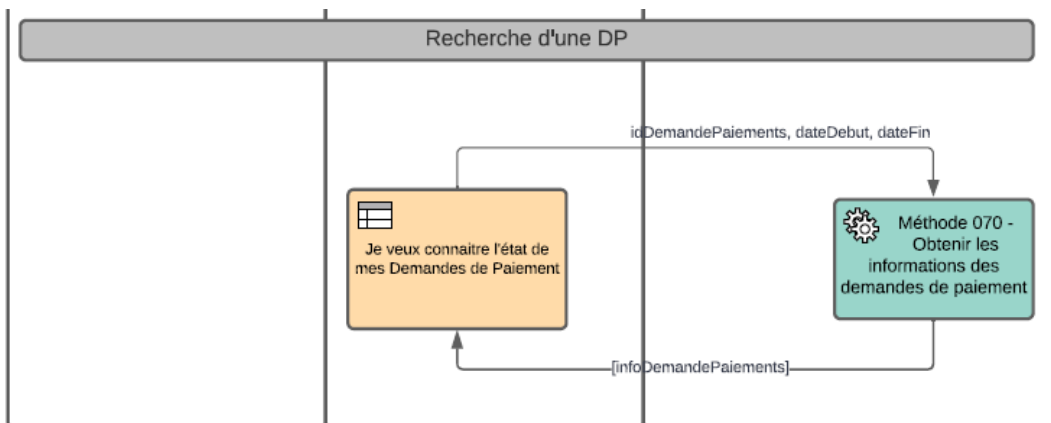 Recherche d'une DP
idDemandePaiements, dateDebut, dateFin
Je veux connaitre l'état de
mes Demandes de Paiement
Méthode 070 -
Obtenir les
informations des
demandes de paiement
[infoDemandePaiements]